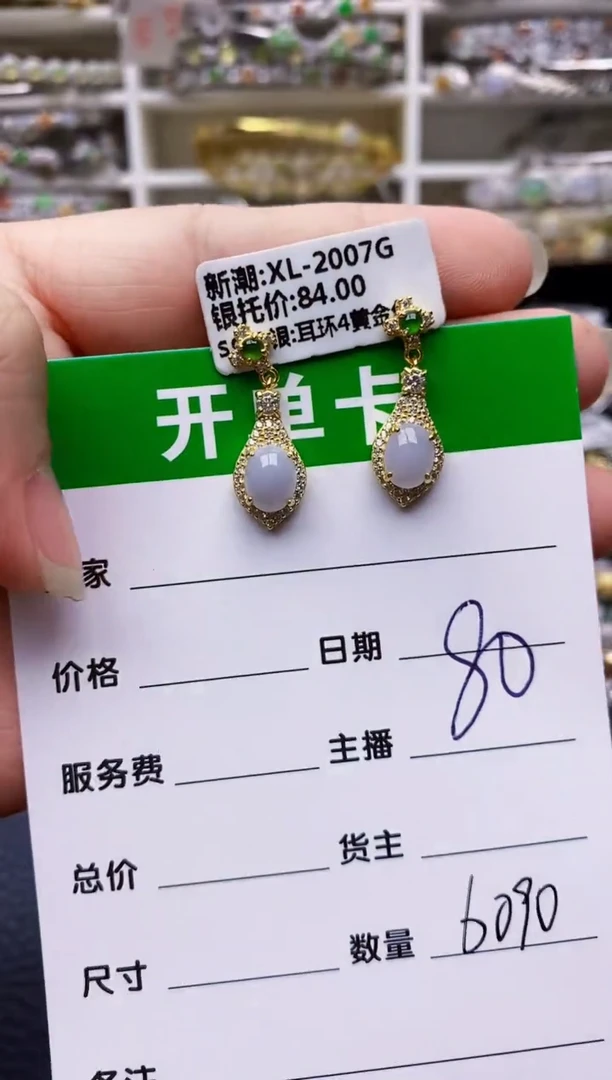 新潮:XL-2007G
银托价:84.00
银:耳环4黄金
开单卡
家
价格 日期 80
服务费 主播
总价 货主
尺寸 数量 6090
备注